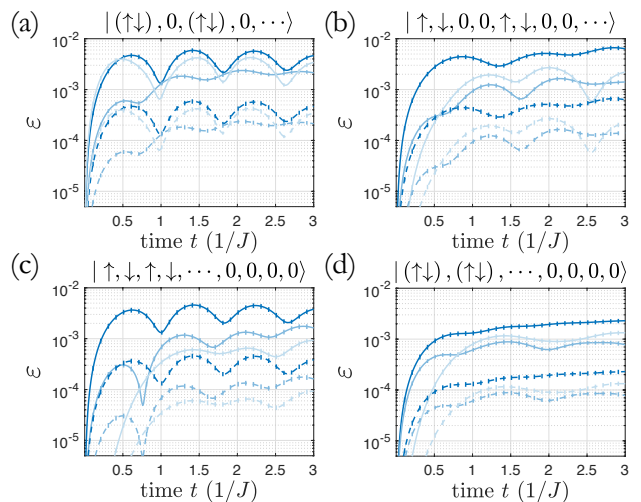 (a) | (↑↓) , 0, (↑↓) , 0, ⋯⟩
10⁻²
10⁻³
10⁻⁴
10⁻⁵
ε
0.5 1 1.5 2 2.5 3
time t (1/J)
(b) | ↑, ↓, 0, 0, ↑, ↓, 0, 0, ⋯⟩
10⁻²
10⁻³
10⁻⁴
10⁻⁵
ε
0.5 1 1.5 2 2.5 3
time t (1/J)
(c) | ↑, ↓, ↑, ↓, ⋯, 0, 0, 0, 0⟩
10⁻²
10⁻³
10⁻⁴
10⁻⁵
ε
0.5 1 1.5 2 2.5 3
time t (1/J)
(d) | (↑↓), (↑↓), ⋯, 0, 0, 0, 0⟩
10⁻²
10⁻³
10⁻⁴
10⁻⁵
ε
0.5 1 1.5 2 2.5 3
time t (1/J)